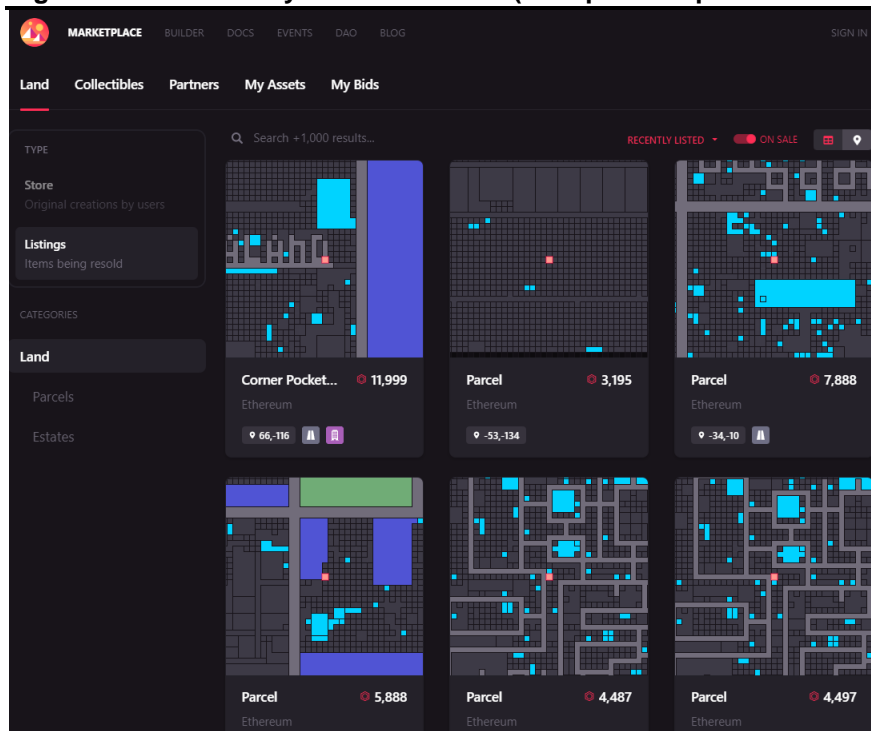 MARKETPLACE BUILDER DOCS EVENTS DAO BLOG SIGN IN
Land Collectibles Partners My Assets My Bids
Search +1,000 results...
RECENTLY LISTED ON SALE
TYPE
Store
Original creations by users
Listings
Items being resold
CATEGORIES
Land
Parcels
Estates
Corner Pocket... 11,999
Ethereum
66,-116
Parcel 3,195
Ethereum
-53,-134
Parcel 7,888
Ethereum
-34,-10
Parcel 5,888
Ethereum
Parcel 4,487
Ethereum
Parcel 4,497
Ethereum